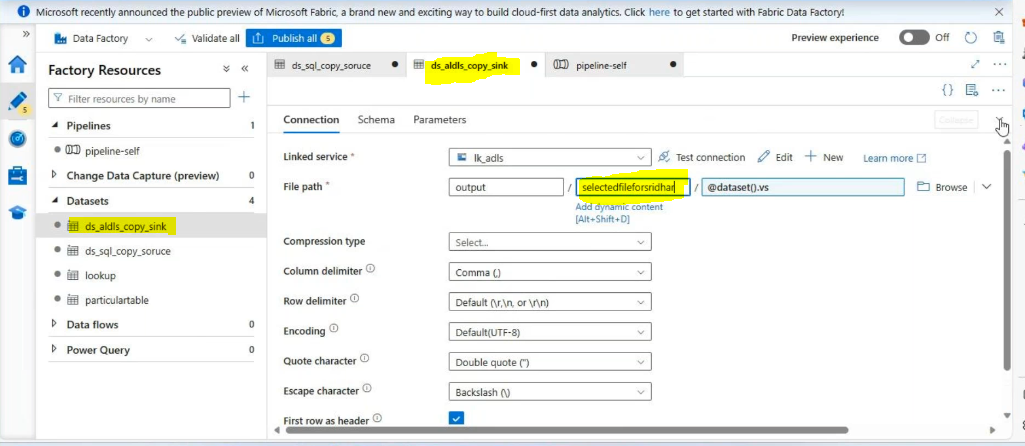 Microsoft recently announced the public preview of Microsoft Fabric, a brand new and exciting way to build cloud-first data analytics. Click here to get started with Fabric Data Factory!
Data Factory
Validate all
Publish all 5
Preview experience
Off
Factory Resources
ds_sql_copy_soruce
ds_aldls_copy_sink
pipeline-self
Filter resources by name
5
Pipelines 1
pipeline-self
Change Data Capture (preview) 0
Datasets 4
ds_aldls_copy_sink
ds_sql_copy_soruce
lookup
particulartable
Data flows 0
Power Query 0
Connection
Schema
Parameters
Collapse
Linked service *
lk_adls
Test connection
Edit
New
Learn more
File path *
output / selectedfileforsridhar / @dataset().vs
Browse
Add dynamic content
[Alt+Shift+D]
Compression type
Select...
Column delimiter
Comma (,)
Row delimiter
Default (\r,\n, or \r\n)
Encoding
Default(UTF-8)
Quote character
Double quote (")
Escape character
Backslash (\)
First row as header